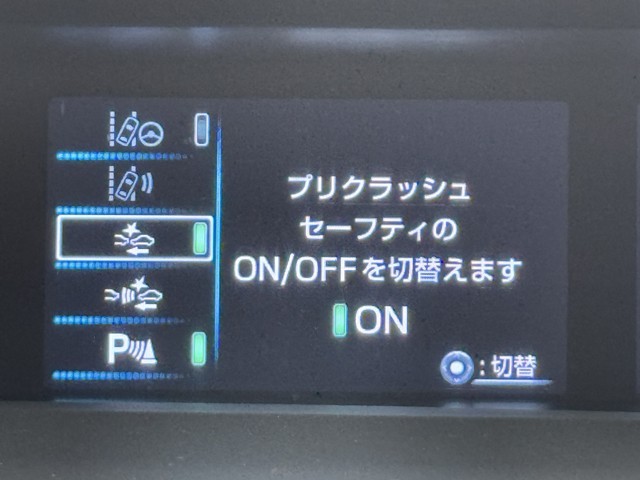 プリクラッシュ
セーフティの
ON/OFFを切替えます
ON
P
:切替